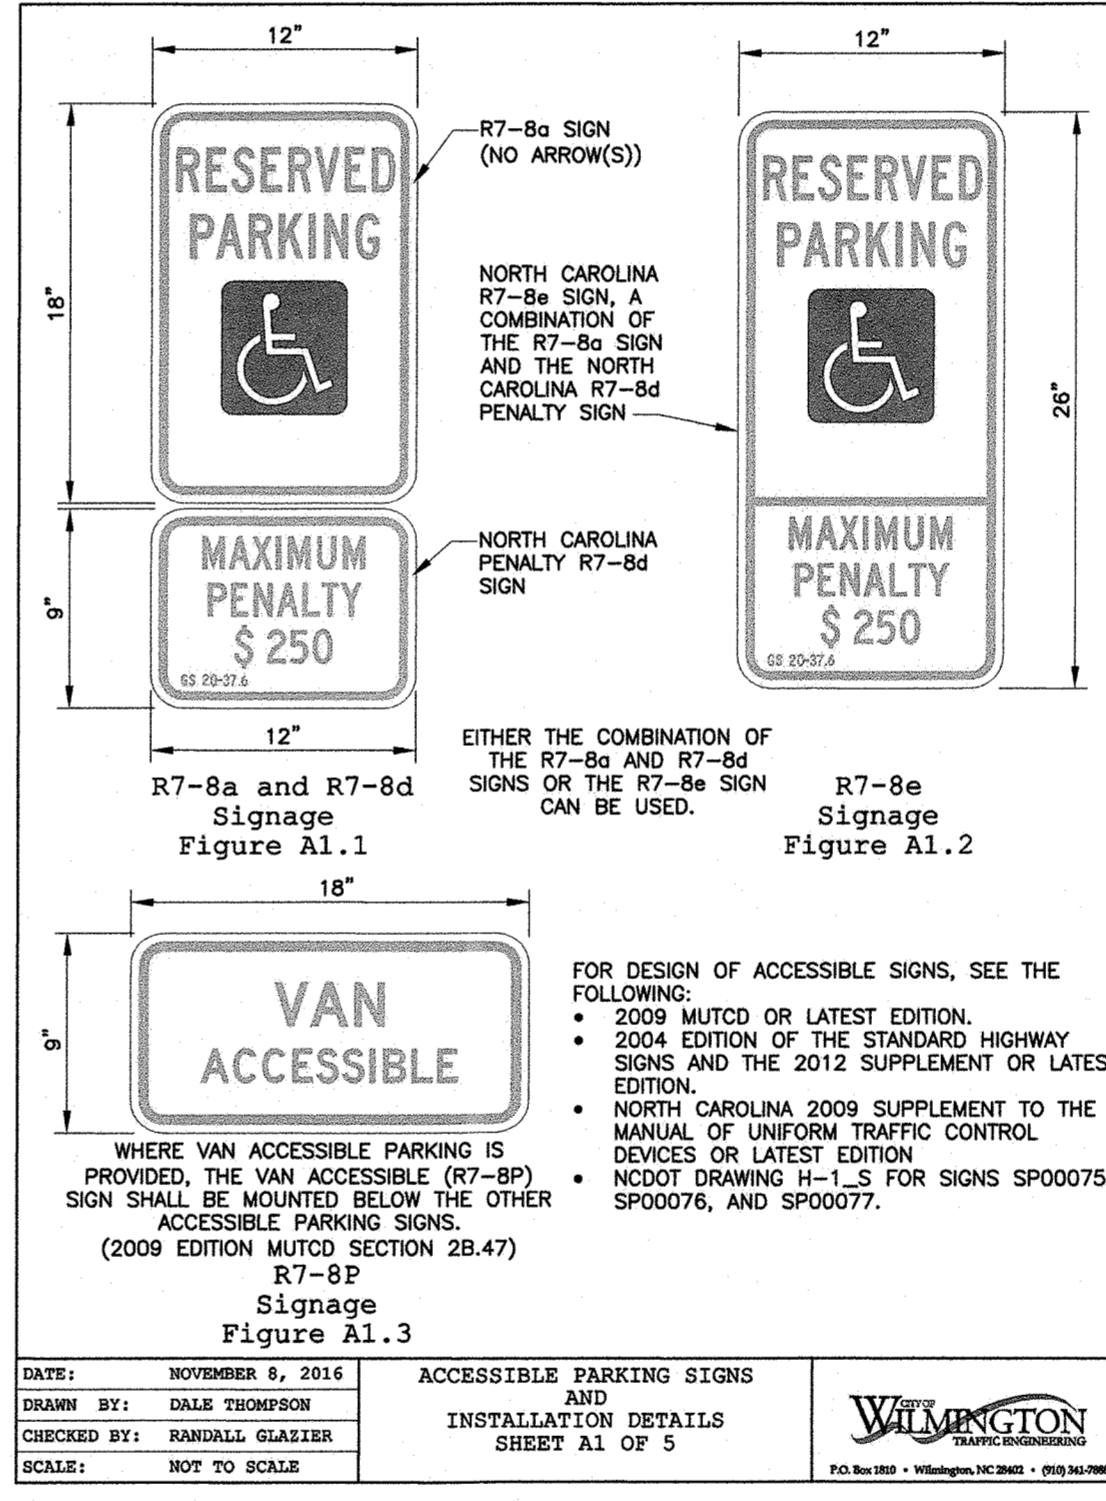 12"
12"
RESERVED
PARKING
18"
R7-8a SIGN
(NO ARROW(S))
NORTH CAROLINA
R7-8e SIGN, A
COMBINATION OF
THE R7-8a SIGN
AND THE NORTH
CAROLINA R7-8d
PENALTY SIGN
RESERVED
PARKING
26"
MAXIMUM
PENALTY
$ 250
GS 20-37.6
9"
12"
NORTH CAROLINA
PENALTY R7-8d
SIGN
MAXIMUM
PENALTY
$ 250
GS 20-37.6
R7-8a and R7-8d
Signage
Figure A1.1
EITHER THE COMBINATION OF
THE R7-8a AND R7-8d
SIGNS OR THE R7-8e SIGN
CAN BE USED.
R7-8e
Signage
Figure A1.2
18"
9"
VAN
ACCESSIBLE
WHERE VAN ACCESSIBLE PARKING IS
PROVIDED, THE VAN ACCESSIBLE (R7-8P)
SIGN SHALL BE MOUNTED BELOW THE OTHER
ACCESSIBLE PARKING SIGNS.
(2009 EDITION MUTCD SECTION 2B.47)
R7-8P
Signage
Figure A1.3
FOR DESIGN OF ACCESSIBLE SIGNS, SEE THE
FOLLOWING:
• 2009 MUTCD OR LATEST EDITION.
• 2004 EDITION OF THE STANDARD HIGHWAY
SIGNS AND THE 2012 SUPPLEMENT OR LATES
EDITION.
• NORTH CAROLINA 2009 SUPPLEMENT TO THE
MANUAL OF UNIFORM TRAFFIC CONTROL
DEVICES OR LATEST EDITION
• NCDOT DRAWING H-1_S FOR SIGNS SP00075
SP00076, AND SP00077.
DATE: NOVEMBER 8, 2016
DRAWN BY: DALE THOMPSON
CHECKED BY: RANDALL GLAZIER
SCALE: NOT TO SCALE
ACCESSIBLE PARKING SIGNS
AND
INSTALLATION DETAILS
SHEET A1 OF 5
CITY OF
WILMINGTON
TRAFFIC ENGINEERING
P.O. Box 1810 • Wilmington, NC 28402 • (910) 341-7888